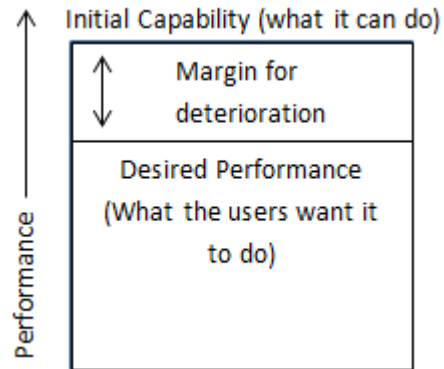 Initial Capability (what it can do)
Margin for
deterioration
Desired Performance
(What the users want it
to do)
Performance